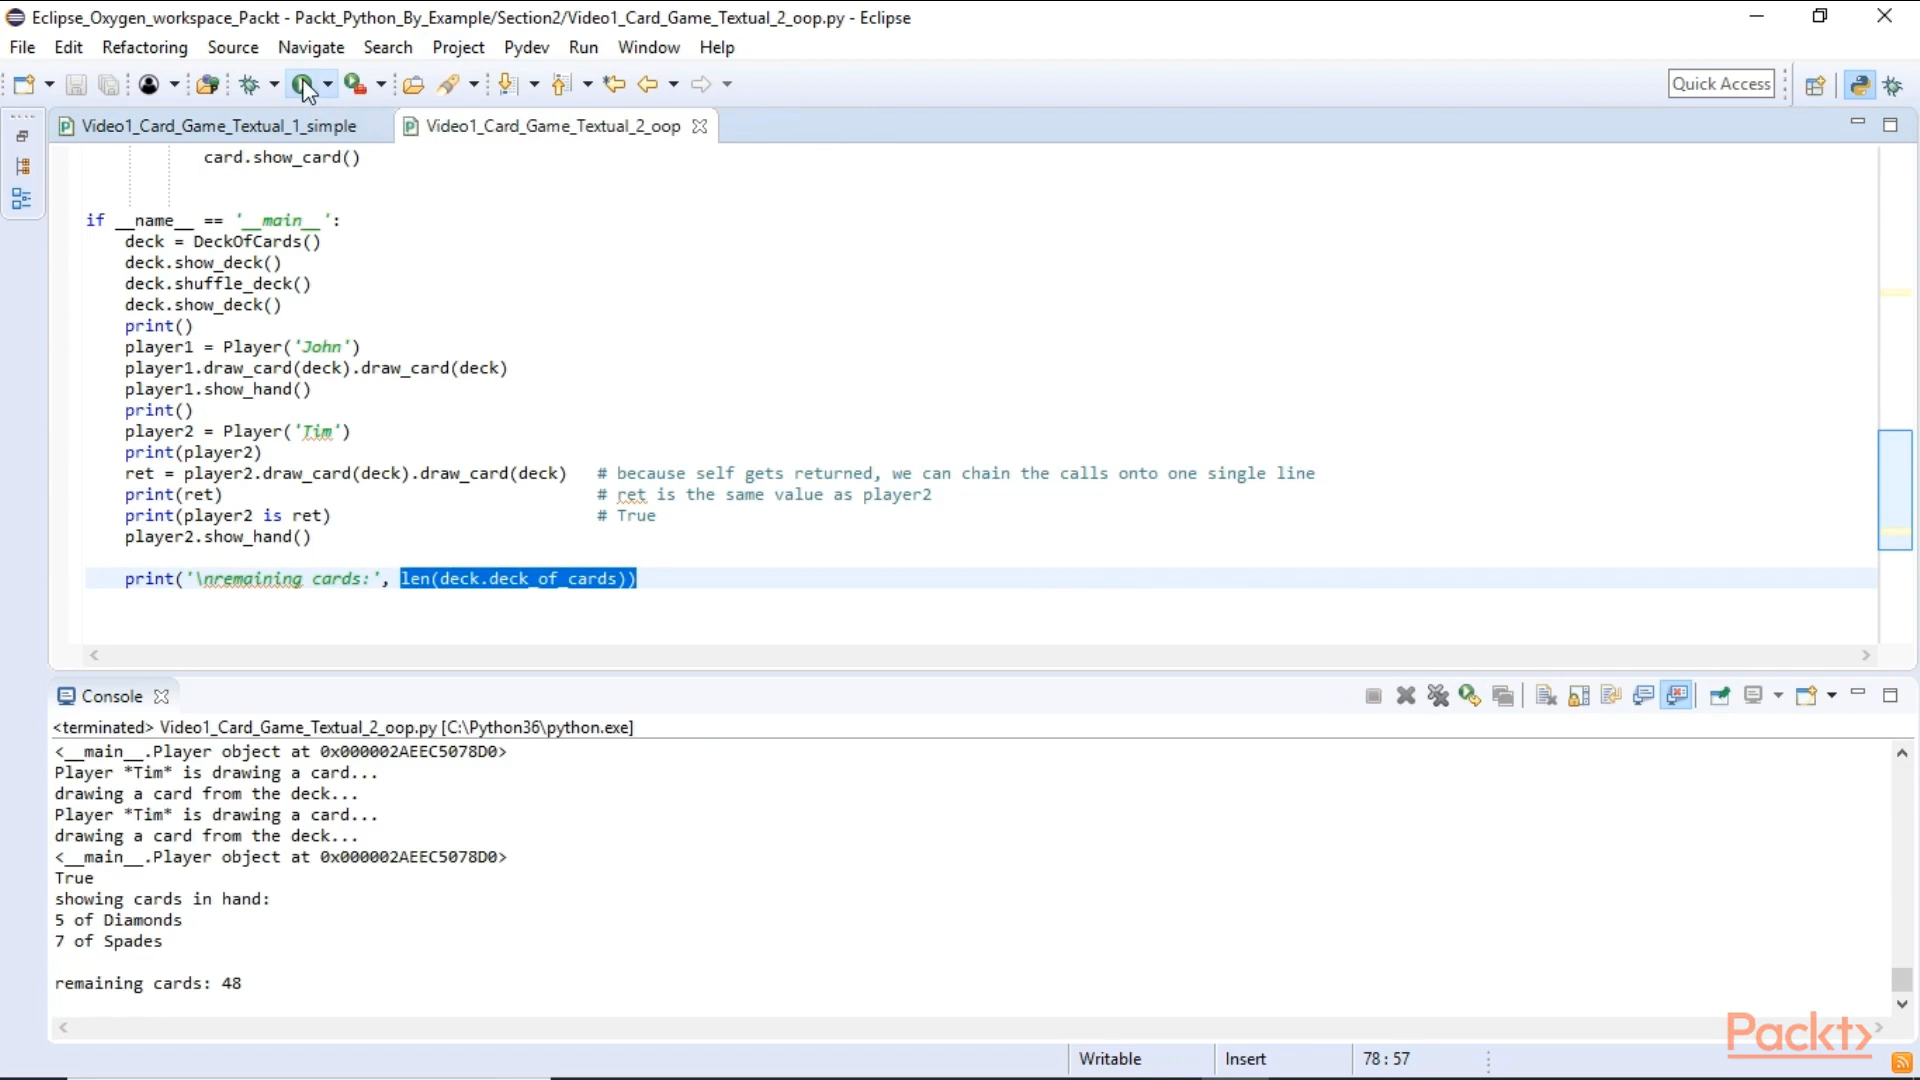 Eclipse_Oxygen_workspace_Packt - Packt_Python_By_Example/Section2/Video1_Card_Game_Textual_2_oop.py - Eclipse
File Edit Refactoring Source Navigate Search Project Pydev Run Window Help
Quick Access
Video1_Card_Game_Textual_1_simple Video1_Card_Game_Textual_2_oop
card.show_card()
if __name__ == '__main__':
deck = DeckOfCards()
deck.show_deck()
deck.shuffle_deck()
deck.show_deck()
print()
player1 = Player('John')
player1.draw_card(deck).draw_card(deck)
player1.show_hand()
print()
player2 = Player('Tim')
print(player2)
ret = player2.draw_card(deck).draw_card(deck) # because self gets returned, we can chain the calls onto one single line
print(ret) # ret is the same value as player2
print(player2 is ret) # True
player2.show_hand()
print('\nremaining cards:', len(deck.deck_of_cards))
Console
<terminated> Video1_Card_Game_Textual_2_oop.py [C:\Python36\python.exe]
<__main__.Player object at 0x000002AEEC5078D0>
Player *Tim* is drawing a card...
drawing a card from the deck...
Player *Tim* is drawing a card...
drawing a card from the deck...
<__main__.Player object at 0x000002AEEC5078D0>
True
showing cards in hand:
5 of Diamonds
7 of Spades
remaining cards: 48
Packt
Writable Insert 78 : 57